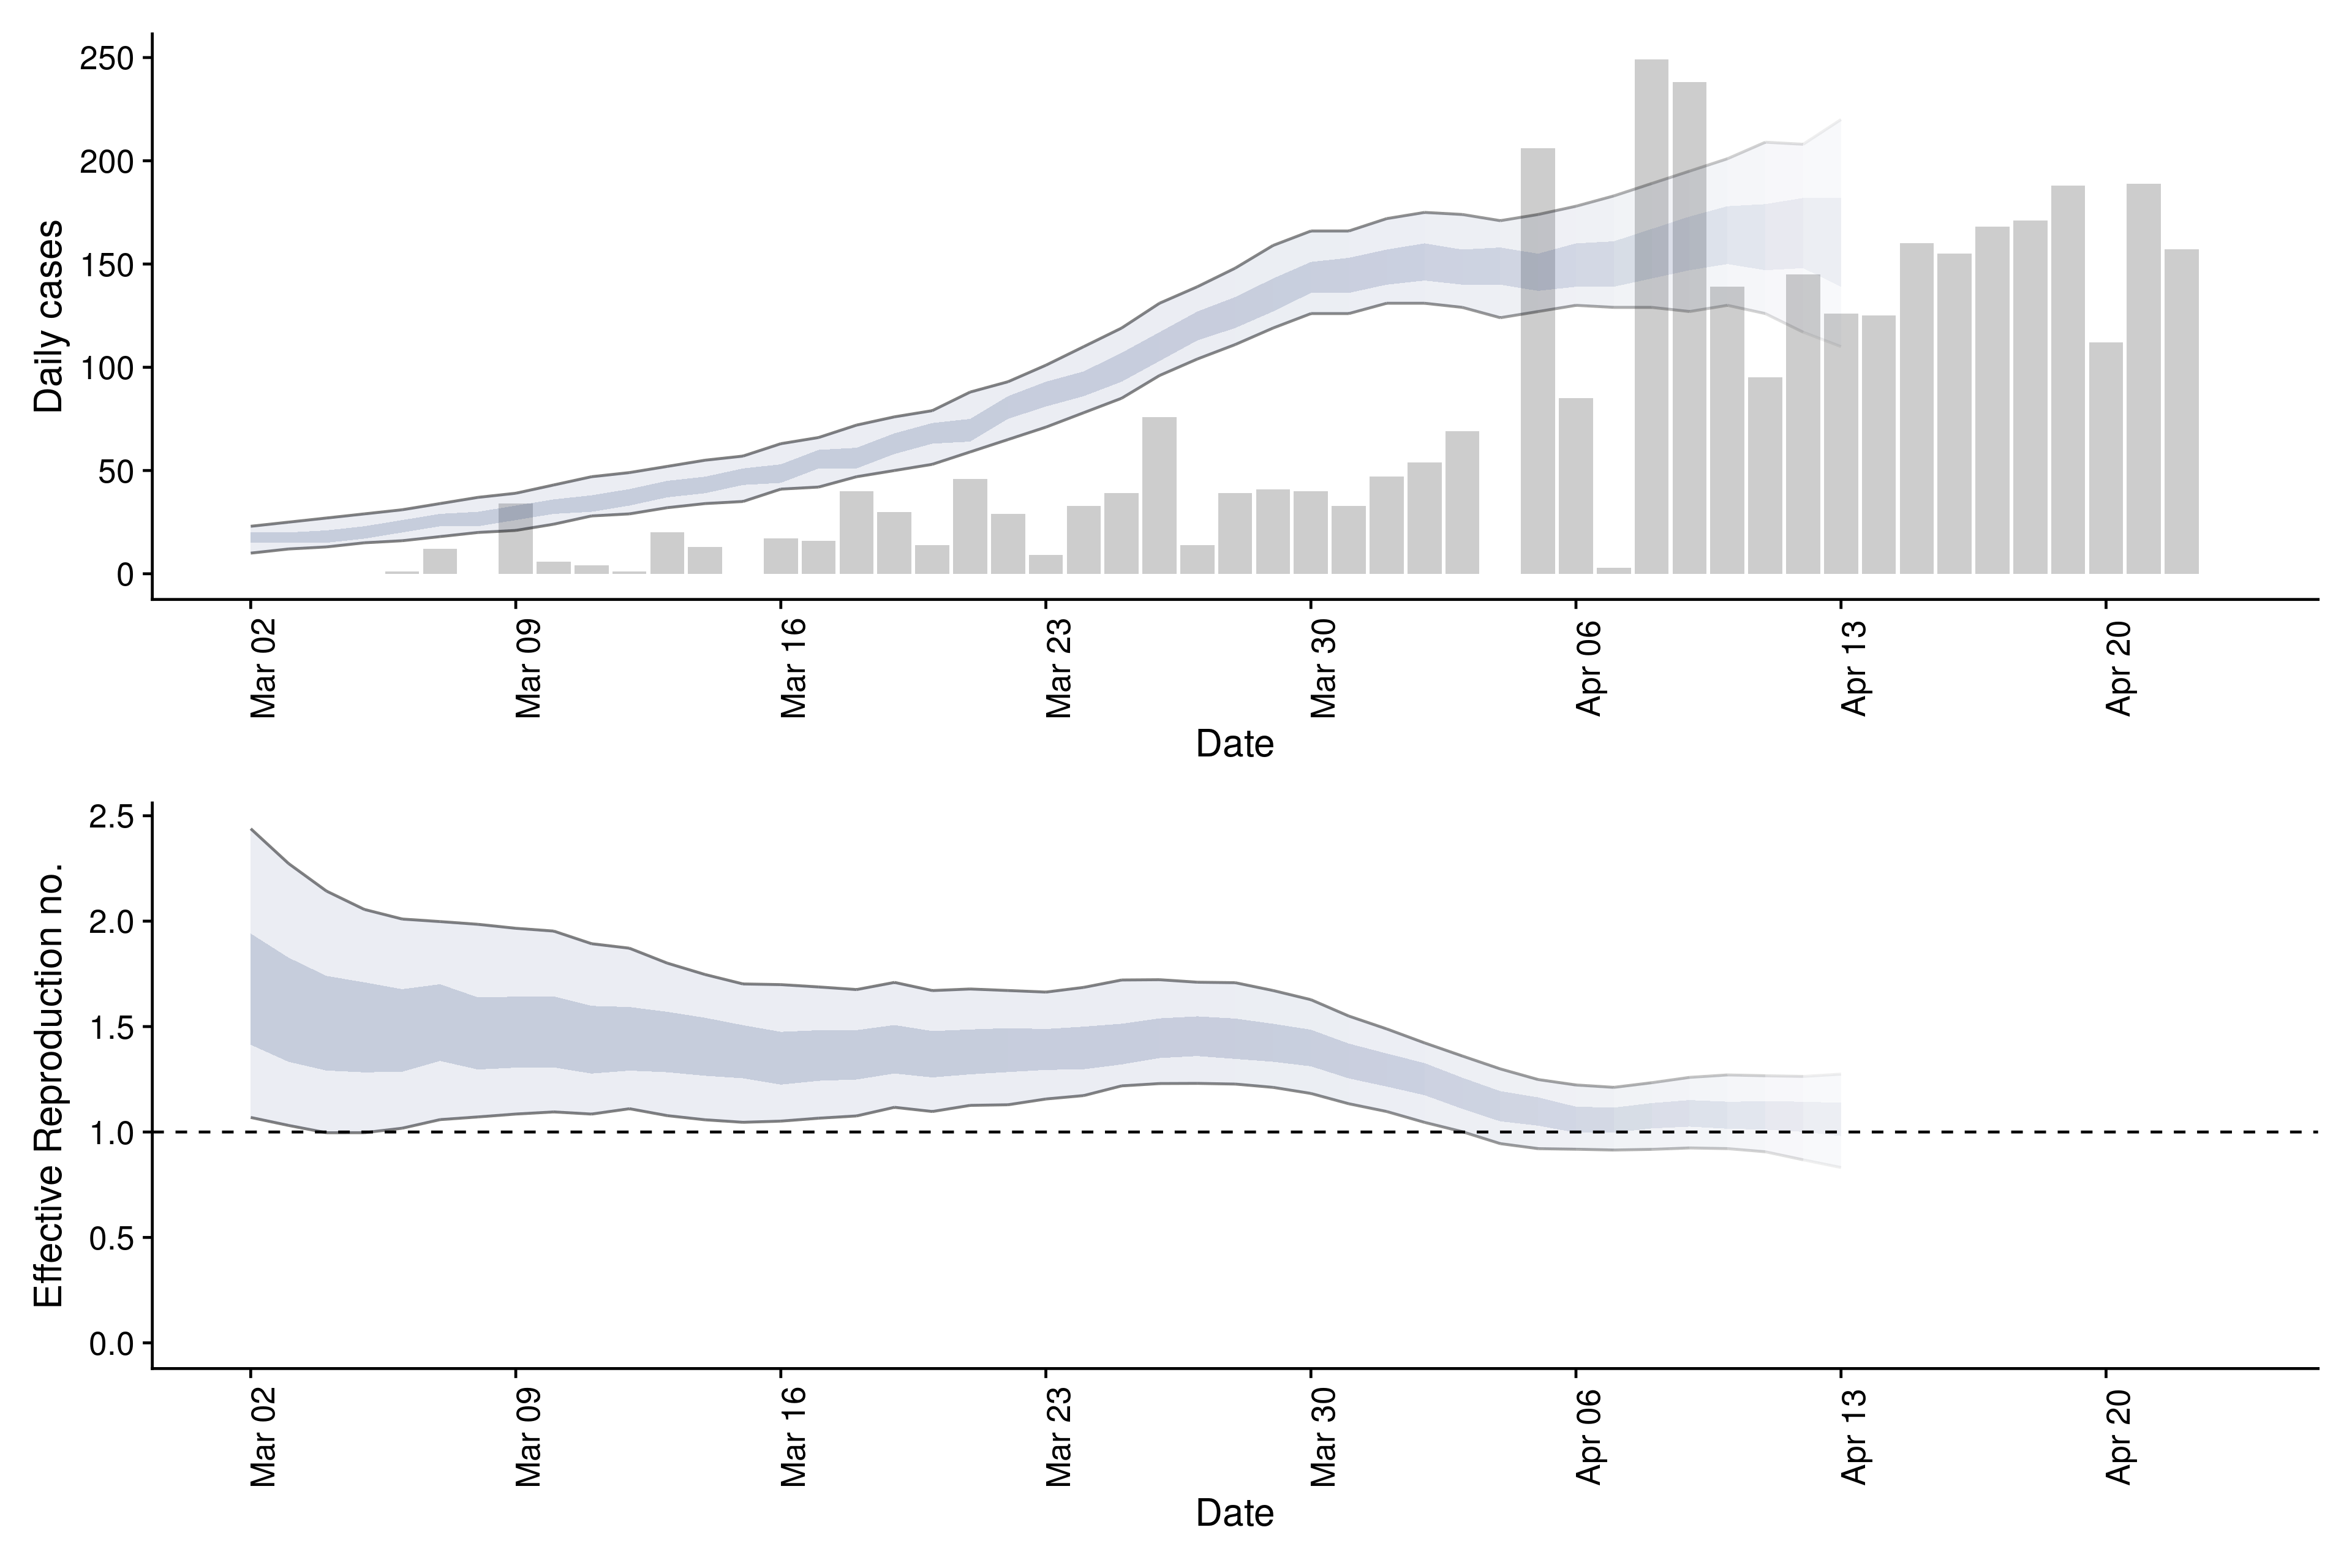 Daily cases
250
200
150
100
50
0
Mar 02
Mar 09
Mar 16
Mar 23
Mar 30
Apr 06
Apr 13
Apr 20
Date
Effective Reproduction no.
2.5
2.0
1.5
1.0
0.5
0.0
Mar 02
Mar 09
Mar 16
Mar 23
Mar 30
Apr 06
Apr 13
Apr 20
Date